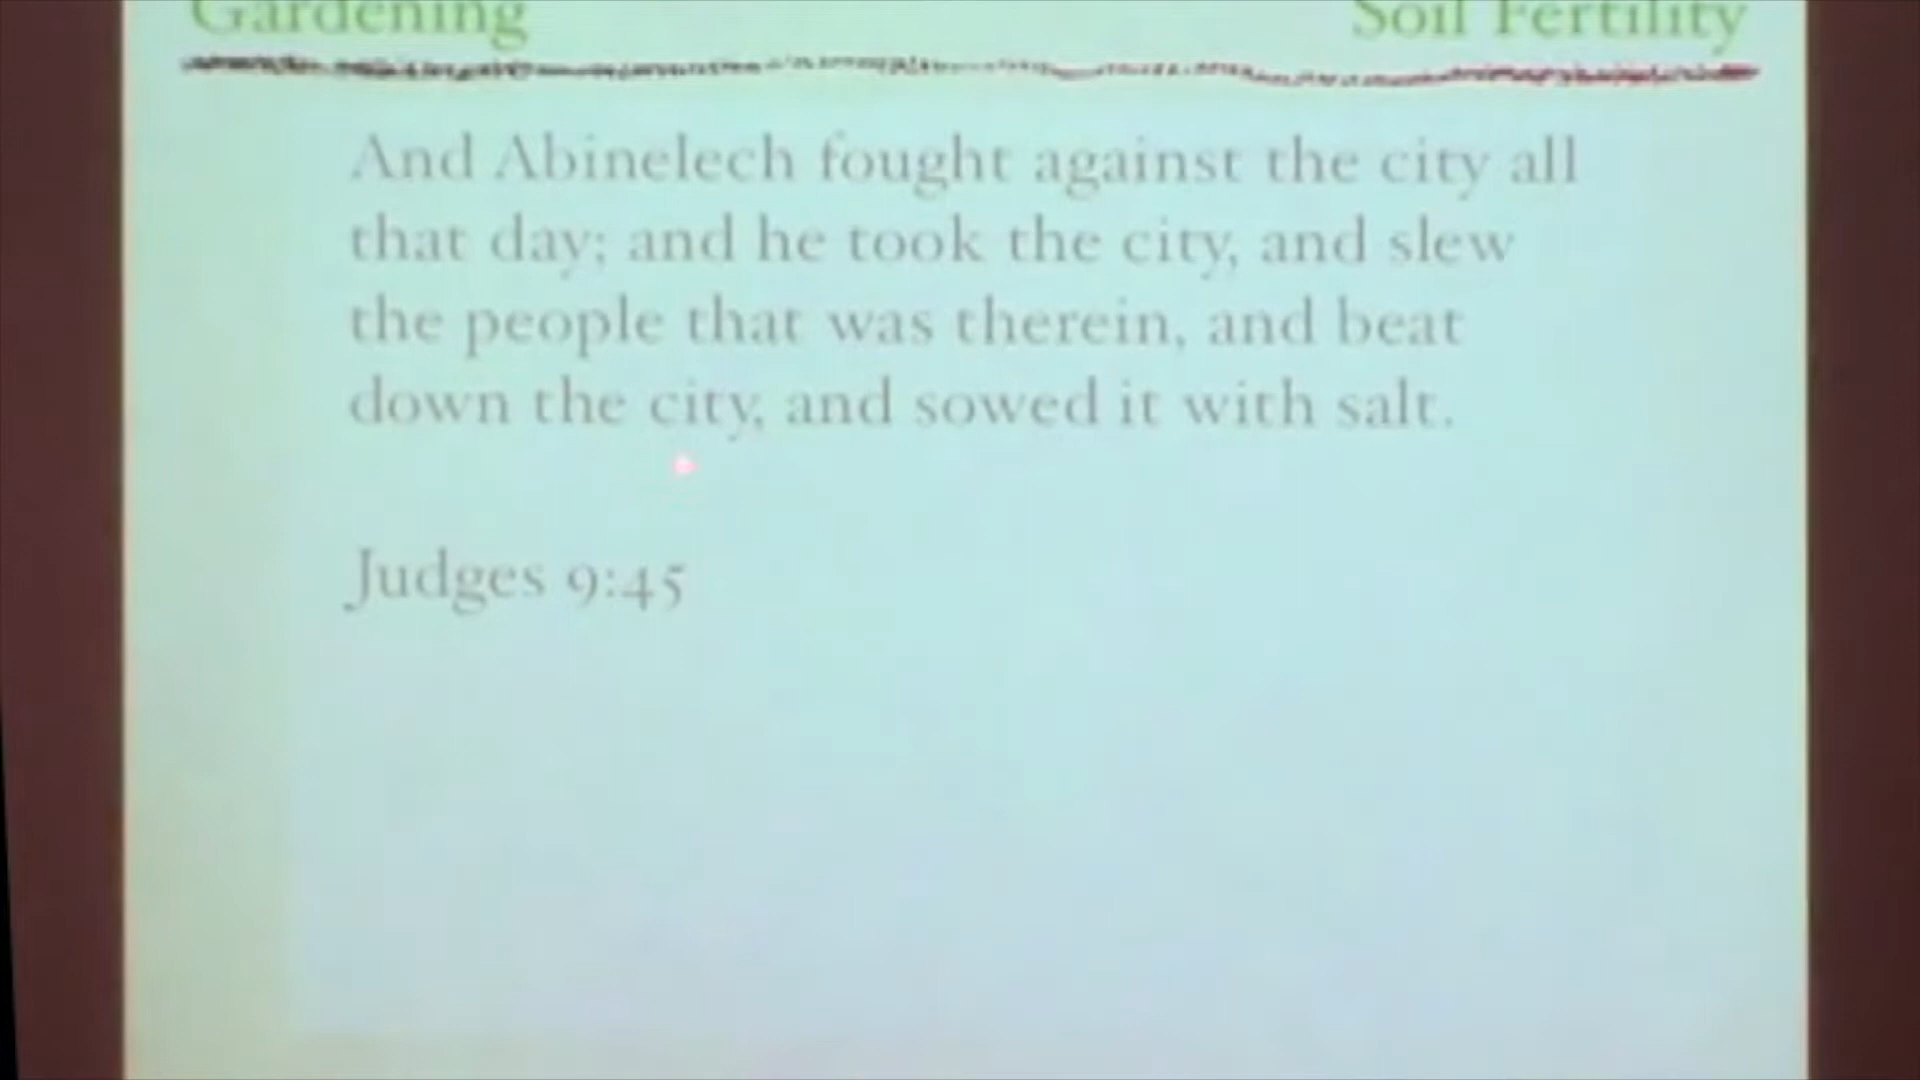 Gardening Soil Fertility
And Abinelech fought against the city all
that day; and he took the city, and slew
the people that was therein, and beat
down the city, and sowed it with salt.
Judges 9:45